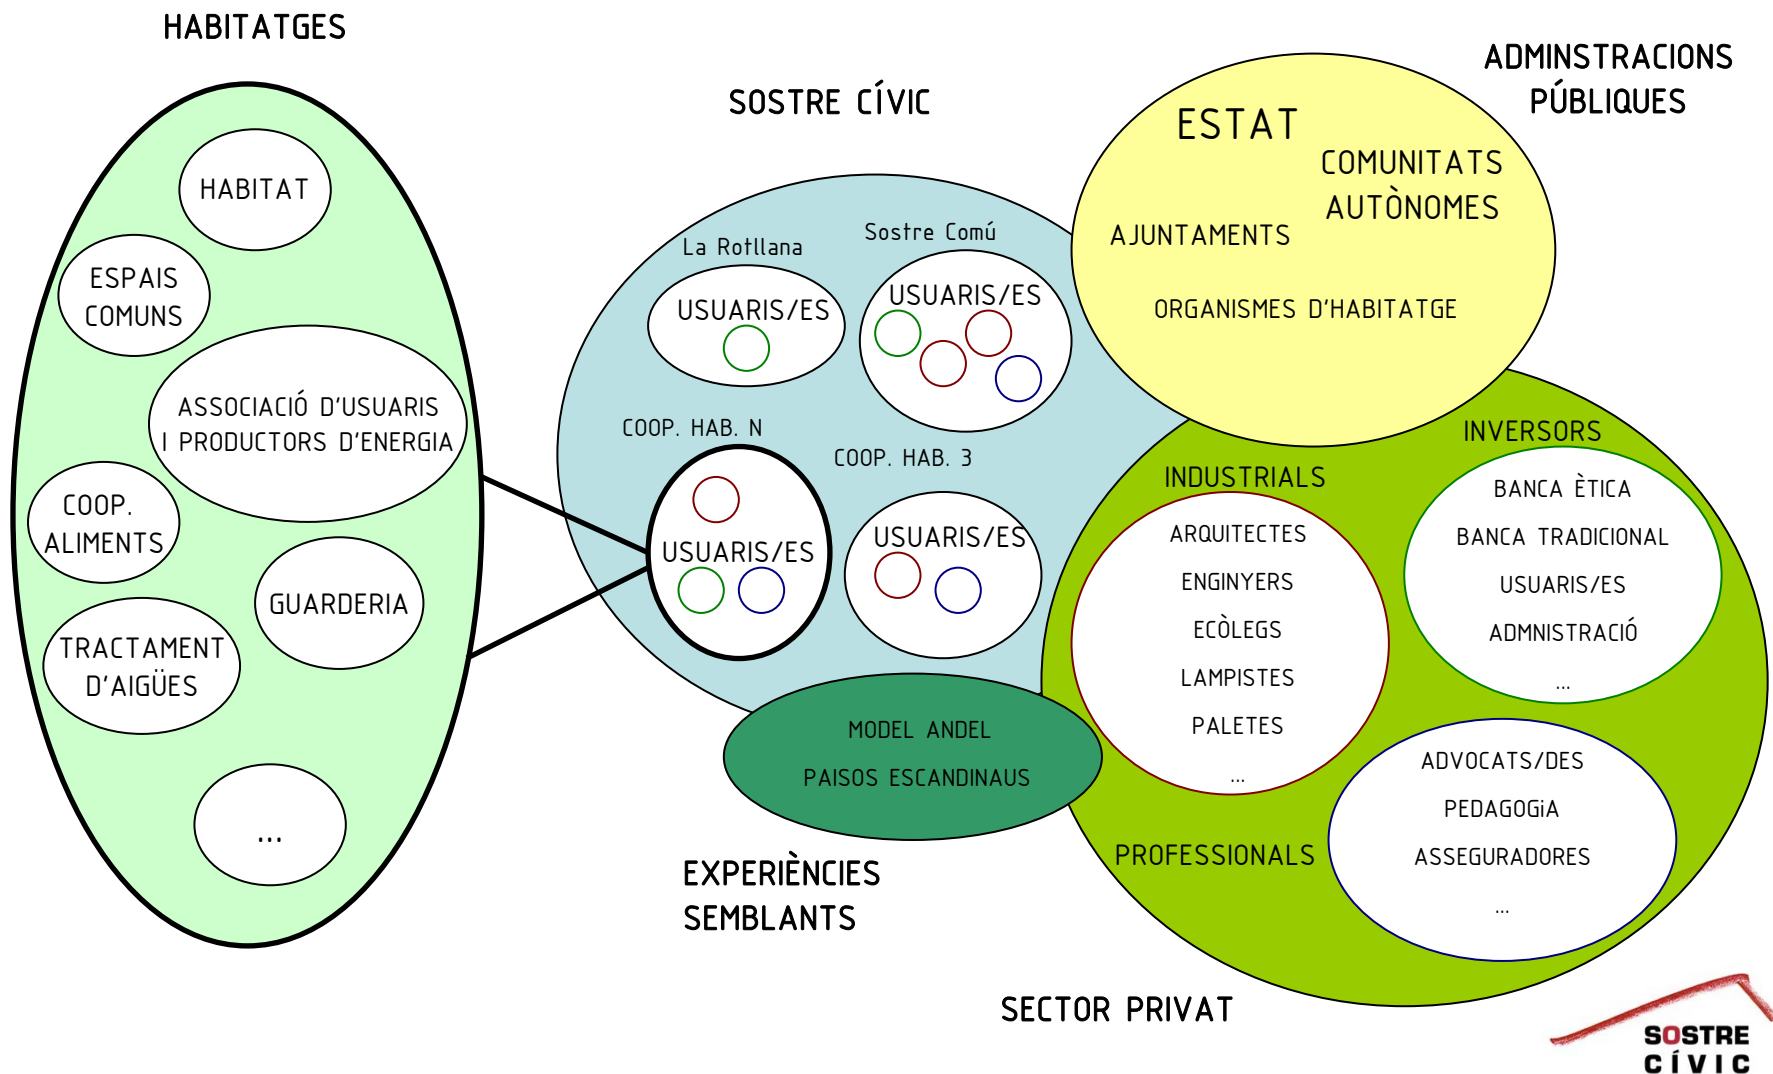 HABITATGES
HABITAT
ESPAIS
COMUNS
ASSOCIACIÓ D'USUARIS
I PRODUCTORS D'ENERGIA
COOP.
ALIMENTS
GUARDERIA
TRACTAMENT
D'AIGÜES
...
SOSTRE CÍVIC
La Rotllana
USUARIS/ES
Sostre Comú
USUARIS/ES
COOP. HAB. N
USUARIS/ES
COOP. HAB. 3
USUARIS/ES
MODEL ANDEL
PAISOS ESCANDINAUS
EXPERIÈNCIES
SEMBLANTS
ADMINSTRACIONS
PÚBLIQUES
ESTAT
COMUNITATS
AUTÒNOMES
AJUNTAMENTS
ORGANISMES D'HABITATGE
INDUSTRIALS
ARQUITECTES
ENGINYERS
ECÒLEGS
LAMPISTES
PALETES
...
INVERSORS
BANCA ÈTICA
BANCA TRADICIONAL
USUARIS/ES
ADMNISTRACIÓ
...
PROFESSIONALS
ADVOCATS/DES
PEDAGOGiA
ASSEGURADORES
...
SECTOR PRIVAT
SOSTRE
CÍVIC